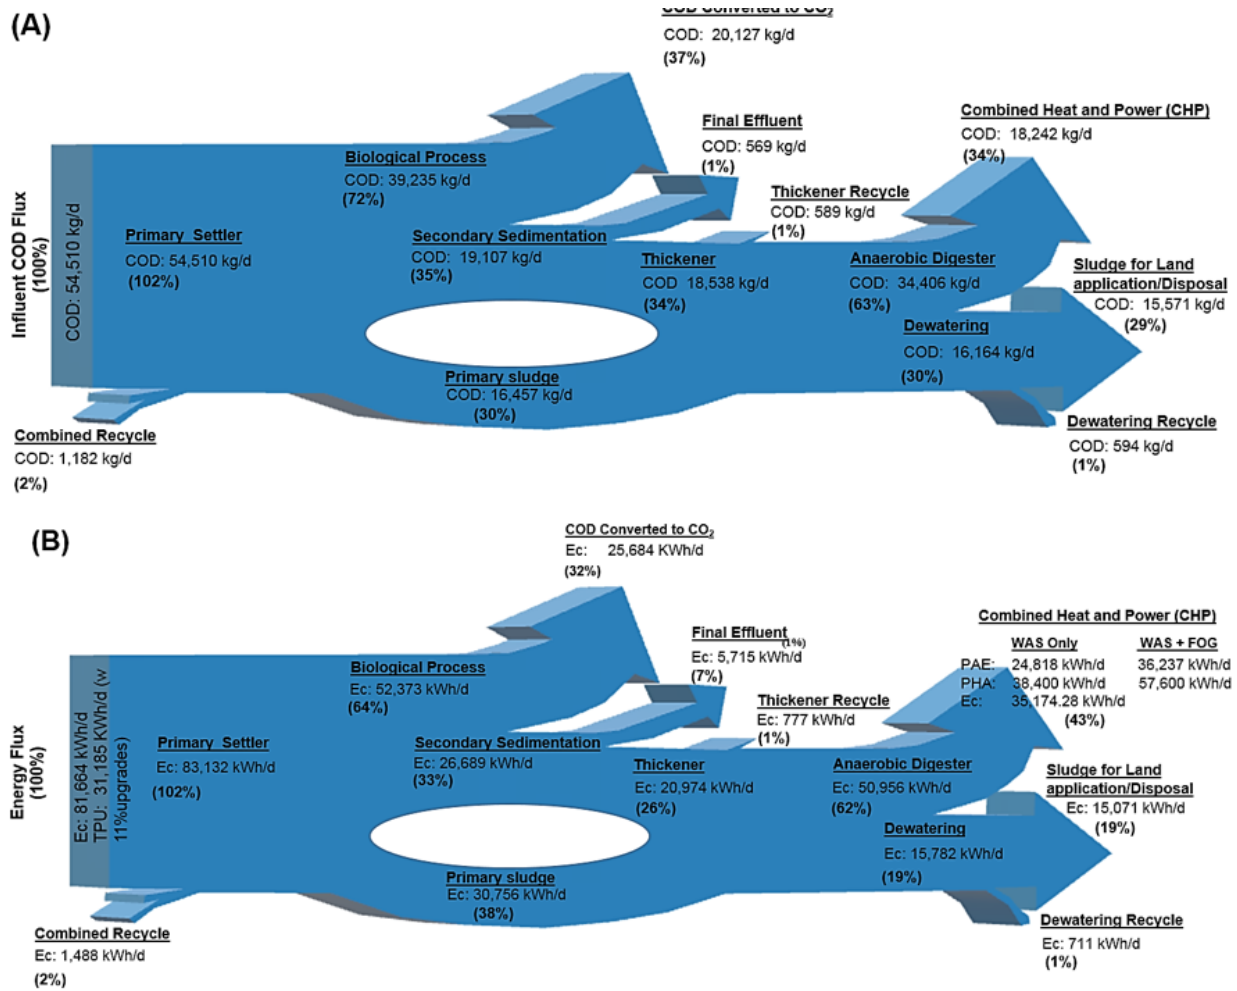 (A)
COD Converted to CO2
COD: 20,127 kg/d
(37%)
Final Effluent
COD: 569 kg/d
(1%)
Combined Heat and Power (CHP)
COD: 18,242 kg/d
(34%)
Biological Process
COD: 39,235 kg/d
(72%)
Thickener Recycle
COD: 589 kg/d
(1%)
Influent COD Flux
(100%)
COD: 54,510 kg/d
Primary Settler
COD: 54,510 kg/d
(102%)
Secondary Sedimentation
COD: 19,107 kg/d
(35%)
Thickener
COD 18,538 kg/d
(34%)
Anaerobic Digester
COD: 34,406 kg/d
(63%)
Sludge for Land
application/Disposal
COD: 15,571 kg/d
(29%)
Dewatering
COD: 16,164 kg/d
(30%)
Primary sludge
COD: 16,457 kg/d
(30%)
Combined Recycle
COD: 1,182 kg/d
(2%)
Dewatering Recycle
COD: 594 kg/d
(1%)
(B)
COD Converted to CO2
Ec: 25,684 KWh/d
(32%)
Final Effluent
(1%)
Ec: 5,715 kWh/d
(7%)
Combined Heat and Power (CHP)
WAS Only WAS + FOG
PAE: 24,818 kWh/d 36,237 kWh/d
PHA: 38,400 kWh/d 57,600 kWh/d
Ec: 35,174.28 kWh/d
(43%)
Biological Process
Ec: 52,373 kWh/d
(64%)
Thickener Recycle
Ec: 777 kWh/d
(1%)
Energy Flux
(100%)
Ec: 81,664 kWh/d
TPU: 31,185 KWh/d (w
11%upgrades)
Primary Settler
Ec: 83,132 kWh/d
(102%)
Secondary Sedimentation
Ec: 26,689 kWh/d
(33%)
Thickener
Ec: 20,974 kWh/d
(26%)
Anaerobic Digester
Ec: 50,956 kWh/d
(62%)
Sludge for Land
application/Disposal
Ec: 15,071 kWh/d
(19%)
Dewatering
Ec: 15,782 kWh/d
(19%)
Primary sludge
Ec: 30,756 kWh/d
(38%)
Combined Recycle
Ec: 1,488 kWh/d
(2%)
Dewatering Recycle
Ec: 711 kWh/d
(1%)